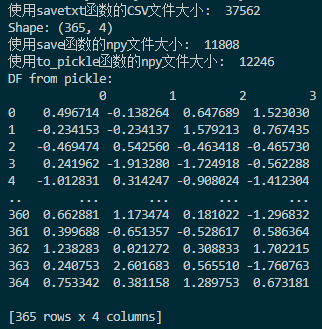 使用savetxt函数的CSV文件大小:  37562
Shape: (365, 4)
使用save函数的npy文件大小:  11808
使用to_pickle函数的npy文件大小:  12246
DF from pickle:
            0         1         2         3
0    0.496714 -0.138264  0.647689  1.523030
1   -0.234153 -0.234137  1.579213  0.767435
2   -0.469474  0.542560 -0.463418 -0.465730
3    0.241962 -1.913280 -1.724918 -0.562288
4   -1.012831  0.314247 -0.908024 -1.412304
..        ...       ...       ...       ...
360  0.662881  1.173474  0.181022 -1.296832
361  0.399688 -0.651357 -0.528617  0.586364
362  1.238283  0.021272  0.308833  1.702215
363  0.240753  2.601683  0.565510 -1.760763
364  0.753342  0.381158  1.289753  0.673181
[365 rows x 4 columns]